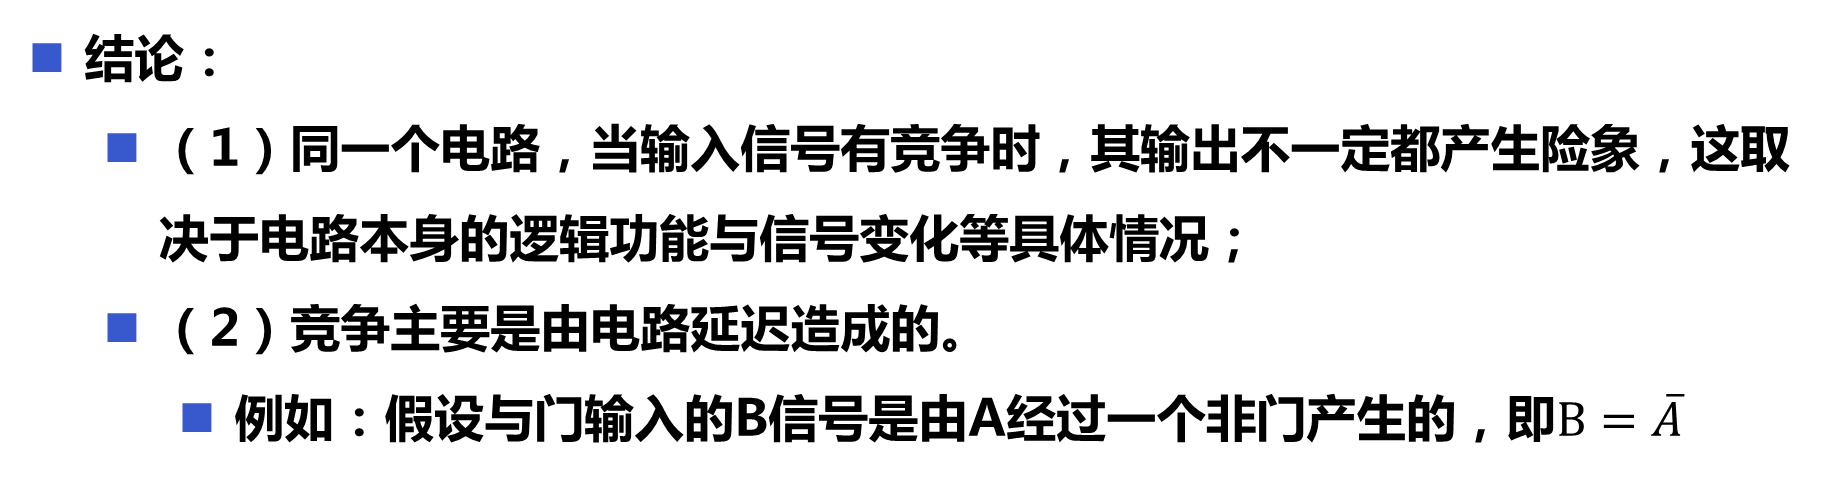 ■ 结论：
■ （1）同一个电路，当输入信号有竞争时，其输出不一定都产生险象，这取
决于电路本身的逻辑功能与信号变化等具体情况；
■ （2）竞争主要是由电路延迟造成的。
■ 例如：假设与门输入的B信号是由A经过一个非门产生的，即B = Ā